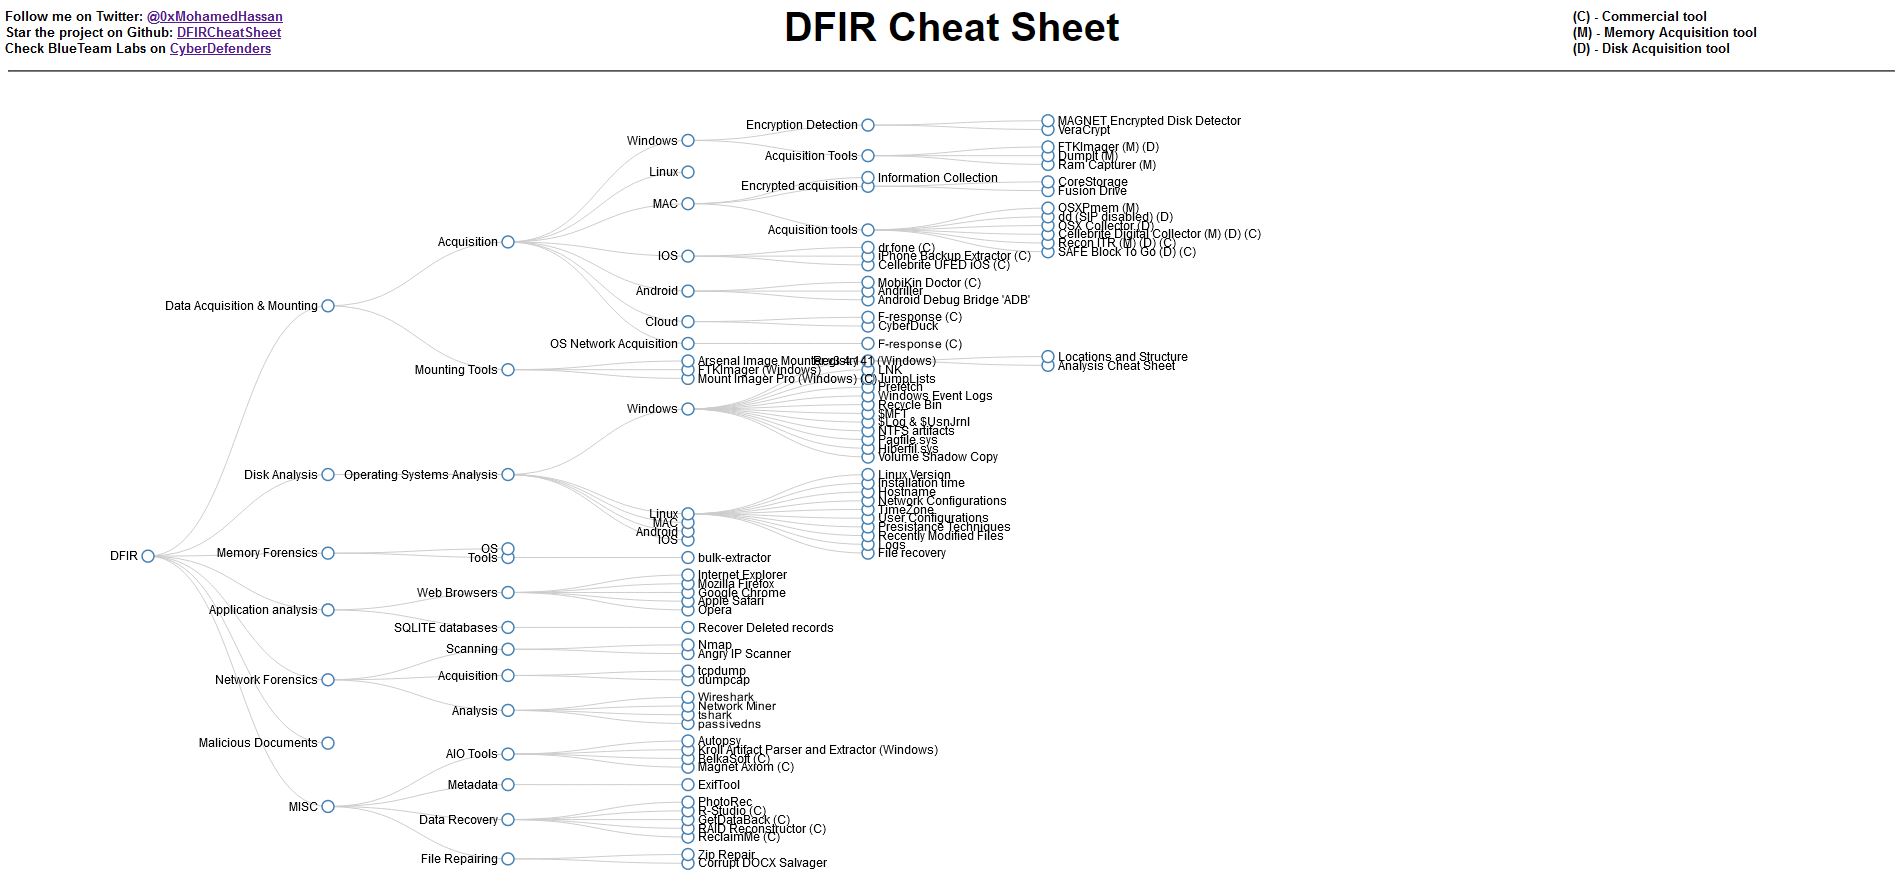 Follow me on Twitter: @0xMohamedHassan
Star the project on Github: DFIRCheatSheet
Check BlueTeam Labs on CyberDefenders
DFIR Cheat Sheet
(C) - Commercial tool
(M) - Memory Acquisition tool
(D) - Disk Acquisition tool
DFIR
Data Acquisition & Mounting
Acquisition
Windows
Encryption Detection
MAGNET Encrypted Disk Detector
VeraCrypt
Acquisition Tools
FTKImager (M) (D)
DumpIt (M)
Ram Capturer (M)
Linux
MAC
Information Collection
Encrypted acquisition
CoreStorage
Fusion Drive
Acquisition tools
OSXPmem (M)
dd (SIP disabled) (D)
OSX Collector (D)
Cellebrite Digital Collector (M) (D) (C)
Recon ITR (M) (D) (C)
SAFE Block To Go (D) (C)
IOS
dr.fone (C)
iPhone Backup Extractor (C)
Cellebrite UFED iOS (C)
Android
MobiKin Doctor (C)
Andriller
Android Debug Bridge 'ADB'
Cloud
F-response (C)
CyberDuck
OS Network Acquisition
F-response (C)
Mounting Tools
Arsenal Image Mounter v3.4.141 (Windows)
FTKImager (Windows)
Mount Imager Pro (Windows) (C)
Disk Analysis
Operating Systems Analysis
Windows
Registry
Locations and Structure
Analysis Cheat Sheet
LNK
JumpLists
Prefetch
Windows Event Logs
Recycle Bin
$MFT
$Log & $UsnJrnl
NTFS artifacts
Pagfile.sys
Hiberfil.sys
Volume Shadow Copy
Linux
Linux Version
Installation time
Hostname
Network Configurations
TimeZone
User Configurations
Presistance Techniques
Recently Modified Files
Logs
File recovery
MAC
Android
IOS
Memory Forensics
OS
Tools
bulk-extractor
Application analysis
Web Browsers
Internet Explorer
Mozilla Firefox
Google Chrome
Apple Safari
Opera
SQLITE databases
Recover Deleted records
Network Forensics
Scanning
Nmap
Angry IP Scanner
Acquisition
tcpdump
dumpcap
Analysis
Wireshark
Network Miner
tshark
passivedns
Malicious Documents
MISC
AIO Tools
Autopsy
Kroll Artifact Parser and Extractor (Windows)
BelkaSoft (C)
Magnet Axiom (C)
Metadata
ExifTool
Data Recovery
PhotoRec
R-Studio (C)
GetDataBack (C)
RAID Reconstructor (C)
ReclaimMe (C)
File Repairing
Zip Repair
Corrupt DOCX Salvager